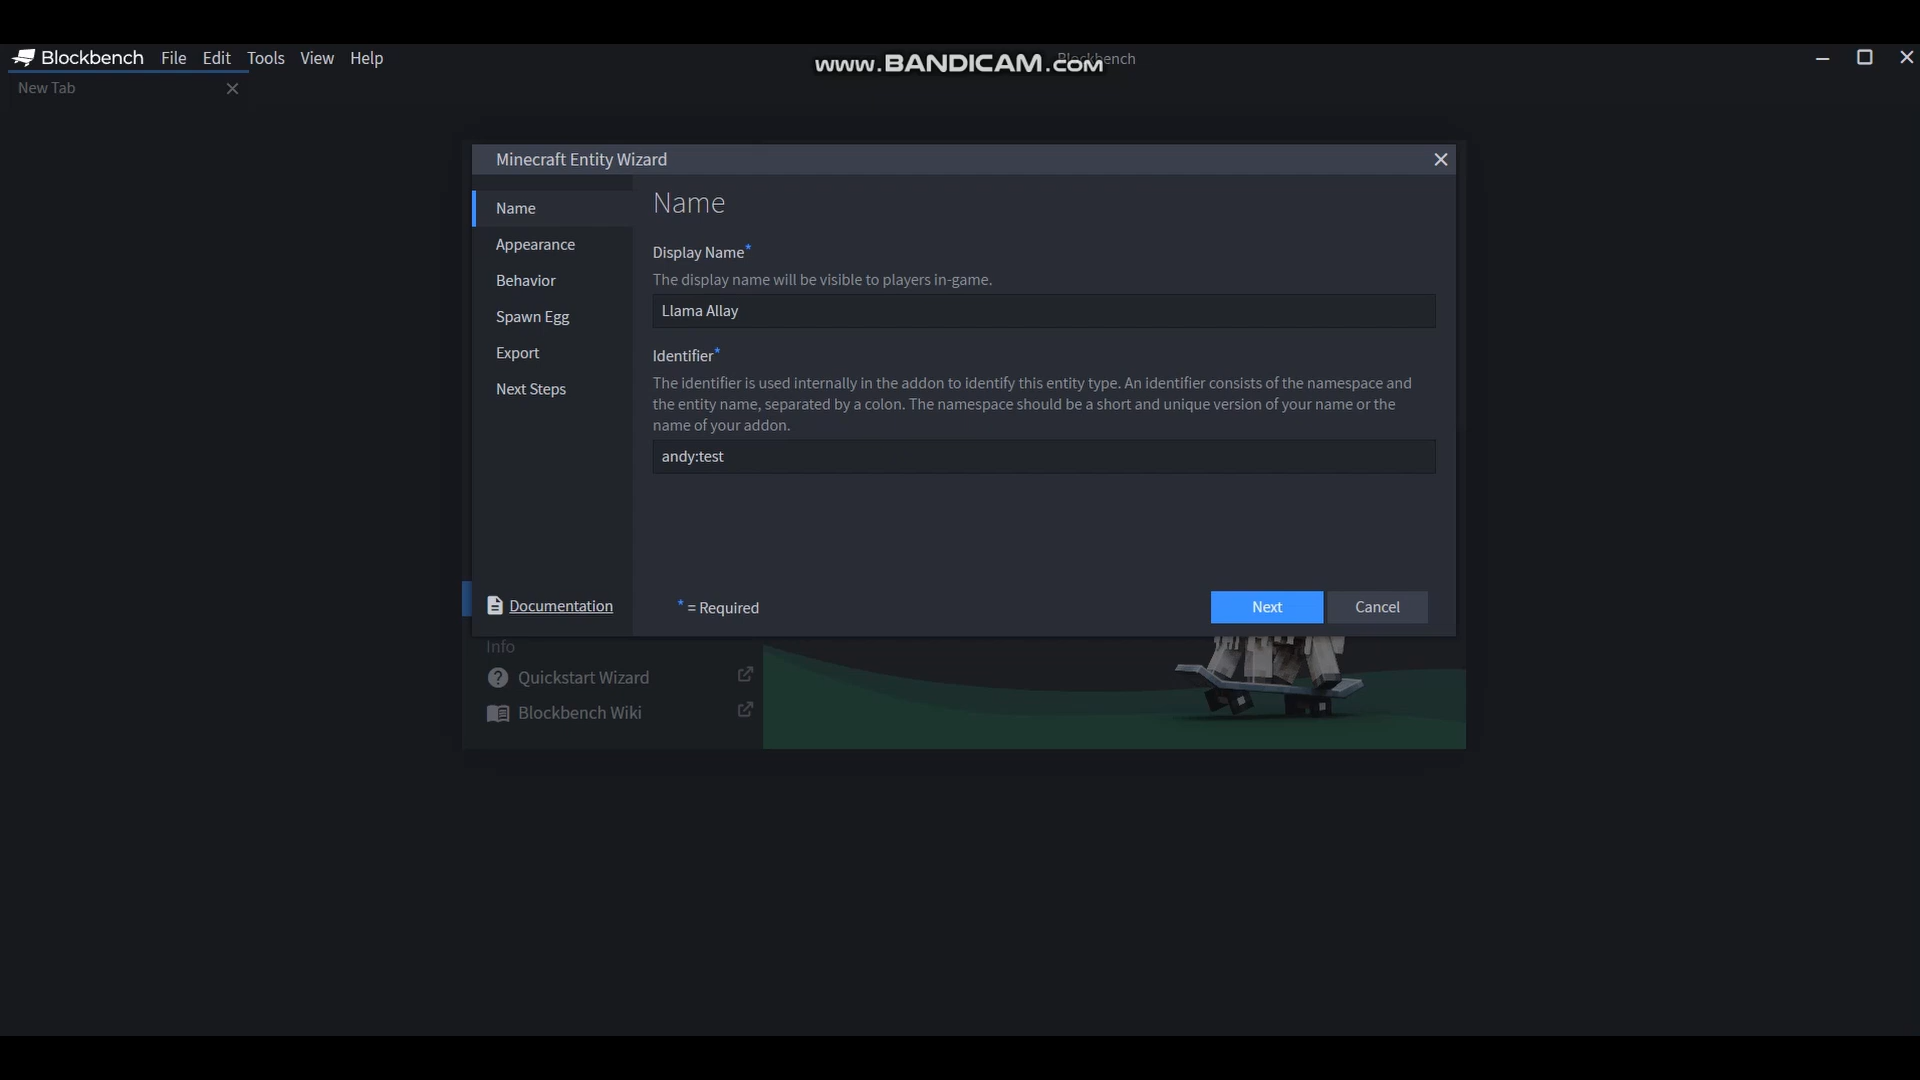 Blockbench File Edit Tools View Help
www.BANDICAM.com
Blockbench
New Tab
Minecraft Entity Wizard
Name
Appearance
Behavior
Spawn Egg
Export
Next Steps
Documentation
Name
Display Name*
The display name will be visible to players in-game.
Llama Allay
Identifier*
The identifier is used internally in the addon to identify this entity type. An identifier consists of the namespace and
the entity name, separated by a colon. The namespace should be a short and unique version of your name or the
name of your addon.
andy:test
* = Required
Next
Cancel
Info
Quickstart Wizard
Blockbench Wiki